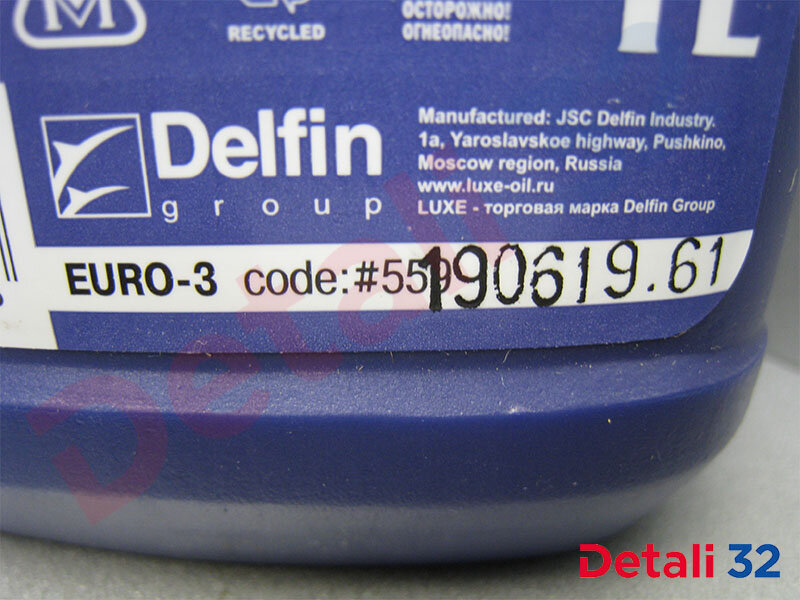 M
RECYCLED
ОСТОРОЖНО!
ОГНЕОПАСНО!
1L
Delfin
group
Manufactured: JSC Delfin Industry.
1a, Yaroslavskoe highway, Pushkino,
Moscow region, Russia
www.luxe-oil.ru
LUXE - торговая марка Delfin Group
EURO-3 code:#559
190619.61
Detali
Detali 32